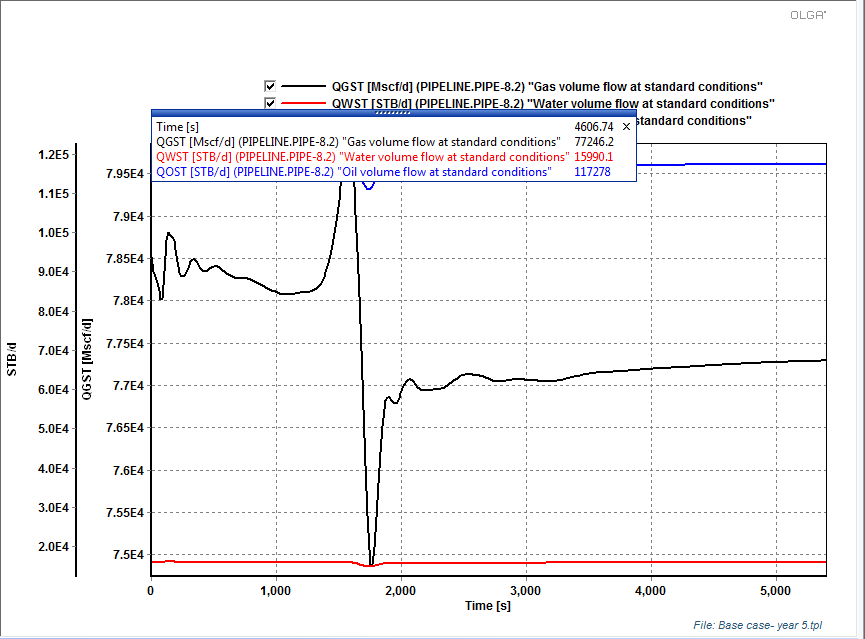 OLGA
QGST [Mscf/d] (PIPELINE.PIPE-8.2) "Gas volume flow at standard conditions"
QWST [STB/d] (PIPELINE.PIPE-8.2) "Water volume flow at standard conditions"
standard conditions"
Time [s] 4606.74
QGST [Mscf/d] (PIPELINE.PIPE-8.2) "Gas volume flow at standard conditions" 77246.2
QWST [STB/d] (PIPELINE.PIPE-8.2) "Water volume flow at standard conditions" 15990.1
QOST [STB/d] (PIPELINE.PIPE-8.2) "Oil volume flow at standard conditions" 117278
STB/d
1.2E5
1.1E5
1.0E5
9.0E4
8.0E4
7.0E4
6.0E4
5.0E4
4.0E4
3.0E4
2.0E4
QGST [Mscf/d]
7.95E4
7.9E4
7.85E4
7.8E4
7.75E4
7.7E4
7.65E4
7.6E4
7.55E4
7.5E4
0 1,000 2,000 3,000 4,000 5,000
Time [s]
File: Base case- year 5.tpl